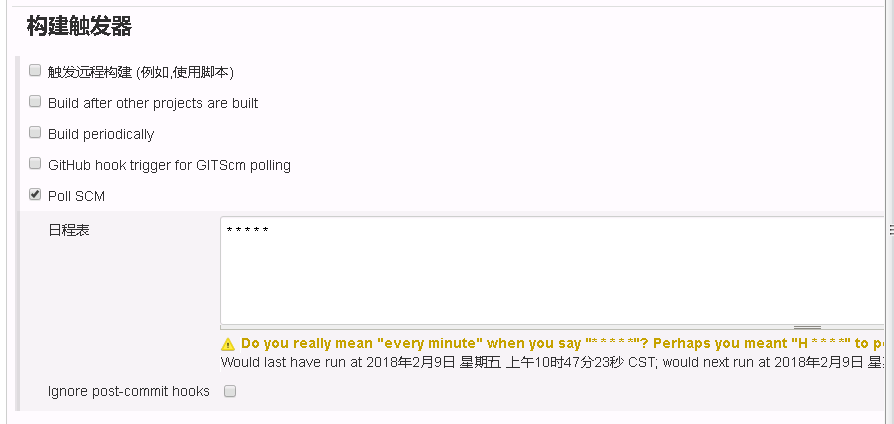 构建触发器
触发远程构建 (例如,使用脚本)
Build after other projects are built
Build periodically
GitHub hook trigger for GITScm polling
Poll SCM
日程表
* * * * *
Do you really mean "every minute" when you say "* * * * *"? Perhaps you meant "H * * * *" to
Would last have run at 2018年2月9日 星期五 上午10时47分23秒 CST; would next run at 2018年2月9日
Ignore post-commit hooks